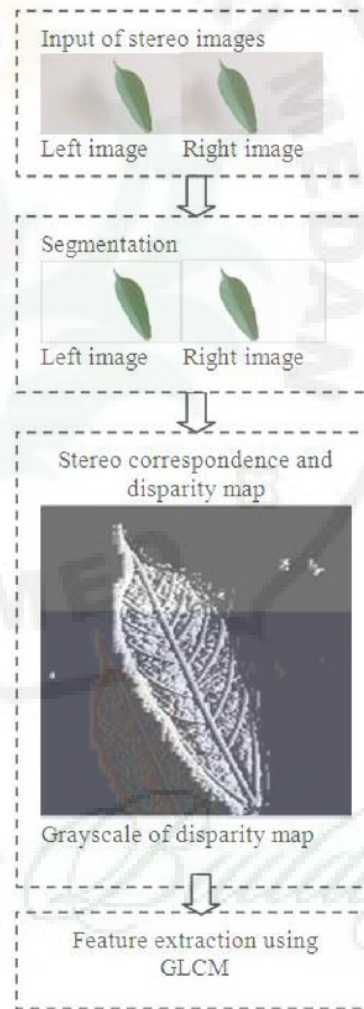 Input of stereo images
Left image Right image
Segmentation
Left image Right image
Stereo correspondence and
disparity map
Grayscale of disparity map
Feature extraction using
GLCM